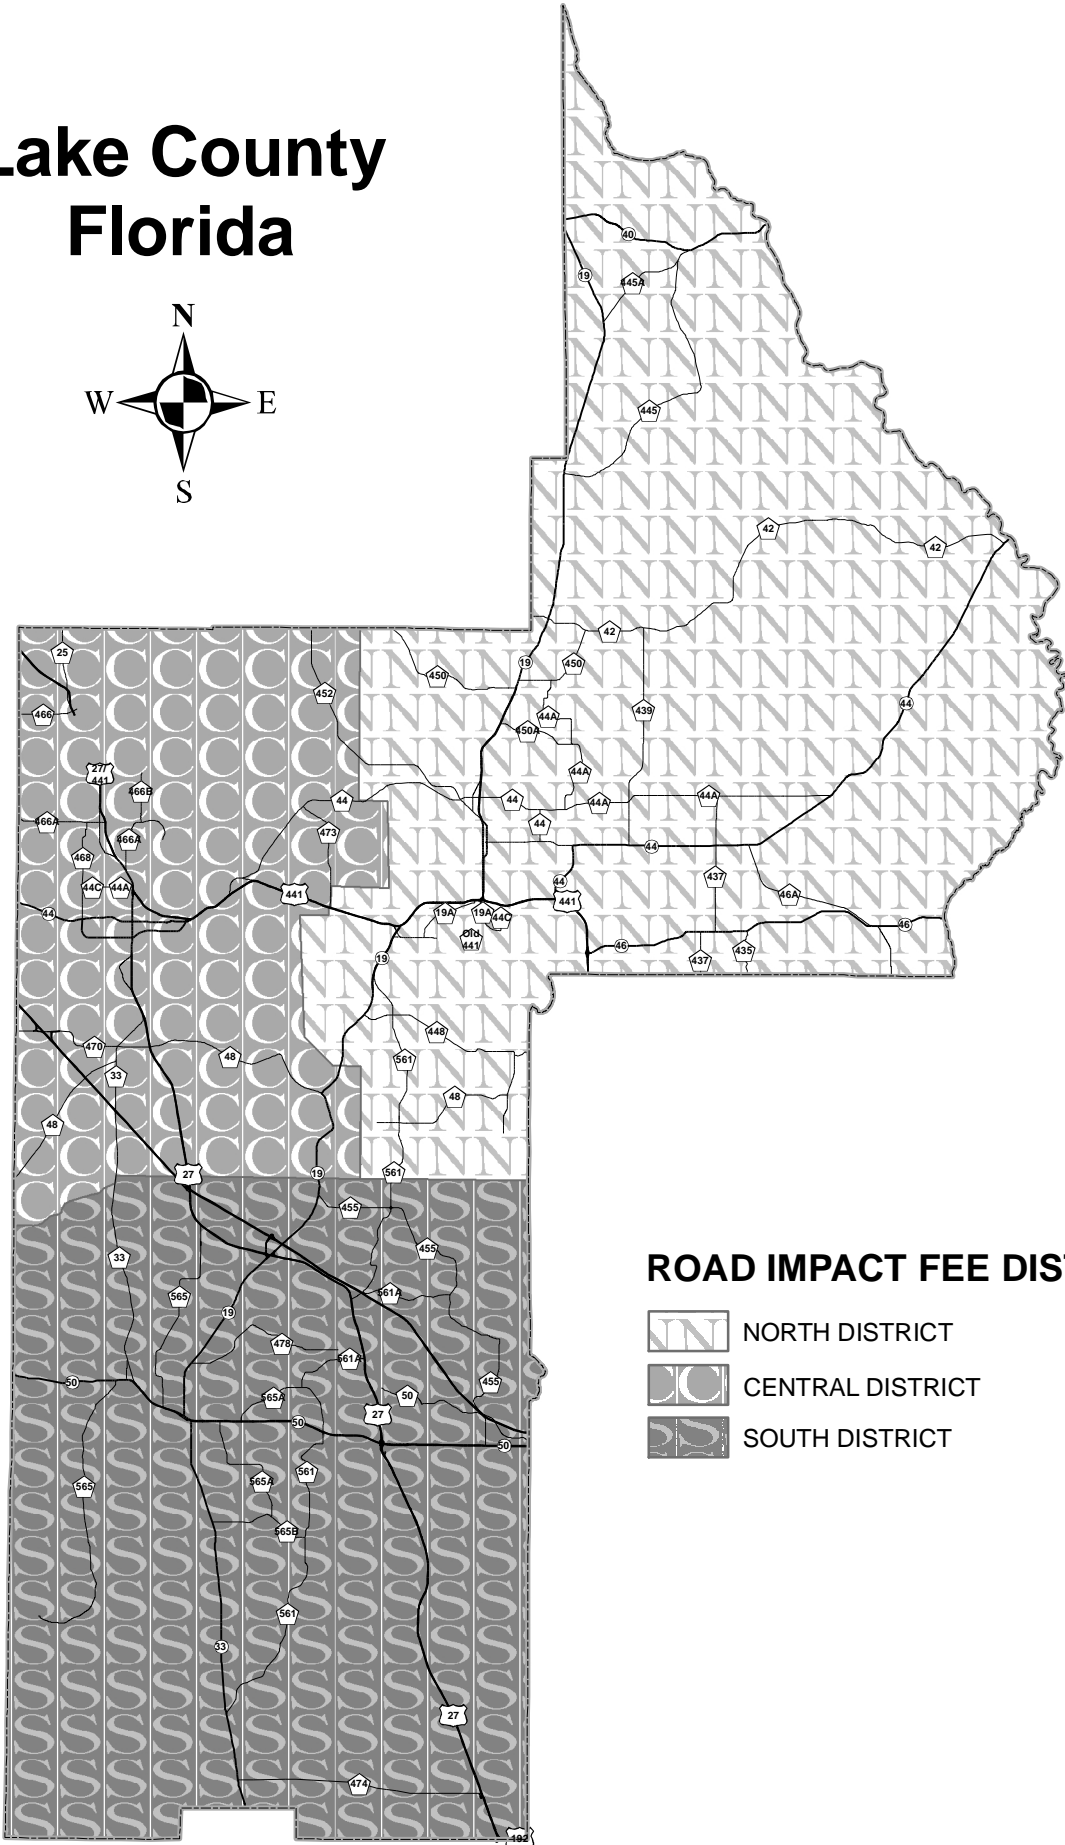 Lake County
Florida
N
W
E
S
40
19
445A
445
42
42
25
42
450
19
450
452
466
439
44
44A
450A
27/
441
44A
466B
44
44
44A
44A
466A
473
44
466A
44
468
437
44
44C
44A
441
46A
441
44
19A
19A
44C
46
Old
441
46
435
19
437
448
470
48
561
33
48
48
27
19
561
455
455
33
565
561A
19
478
561A
50
455
565A
50
27
50
50
561
565A
565
565B
561
33
27
474
192
ROAD IMPACT FEE DIS
NORTH DISTRICT
CENTRAL DISTRICT
SOUTH DISTRICT